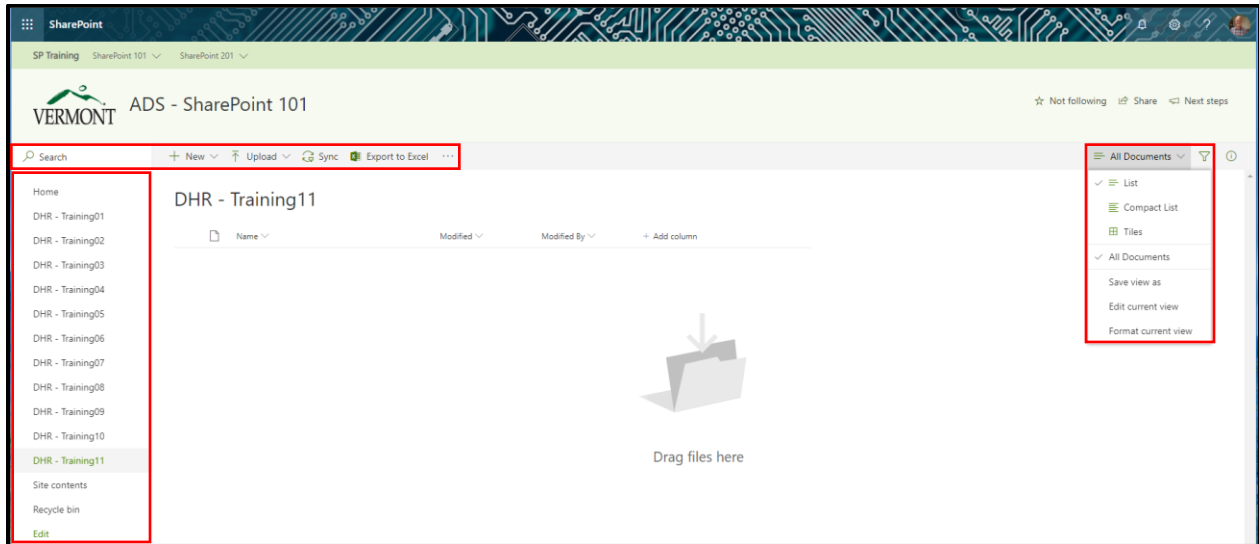 SharePoint
?
SP Training SharePoint 101 SharePoint 201
VERMONT
ADS - SharePoint 101
Not following Share Next steps
Search
+ New Upload Sync Export to Excel ...
All Documents
Home
DHR - Training01
DHR - Training02
DHR - Training03
DHR - Training04
DHR - Training05
DHR - Training06
DHR - Training07
DHR - Training08
DHR - Training09
DHR - Training10
DHR - Training11
Site contents
Recycle bin
Edit
DHR - Training11
Name Modified Modified By + Add column
Drag files here
List
Compact List
Tiles
All Documents
Save view as
Edit current view
Format current view